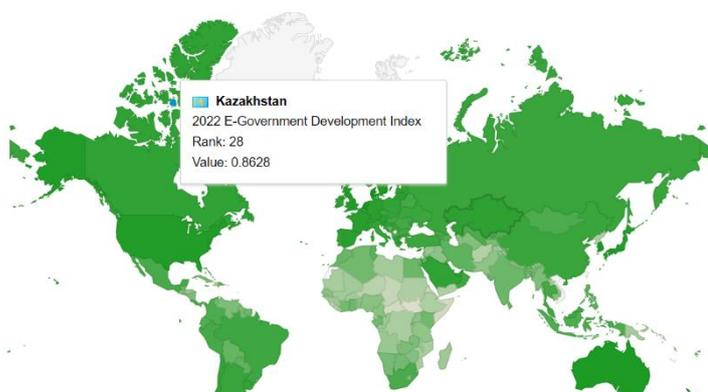 Kazakhstan
2022 E-Government Development Index
Rank: 28
Value: 0.8628